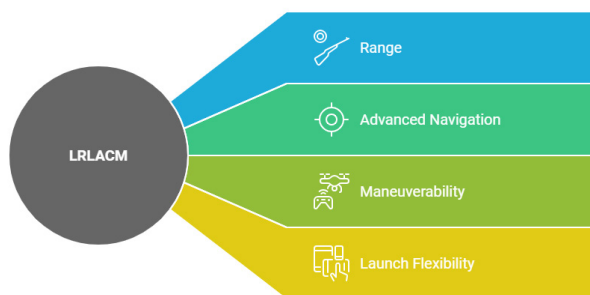 LRLACM
Range
Advanced Navigation
Maneuverability
Launch Flexibility